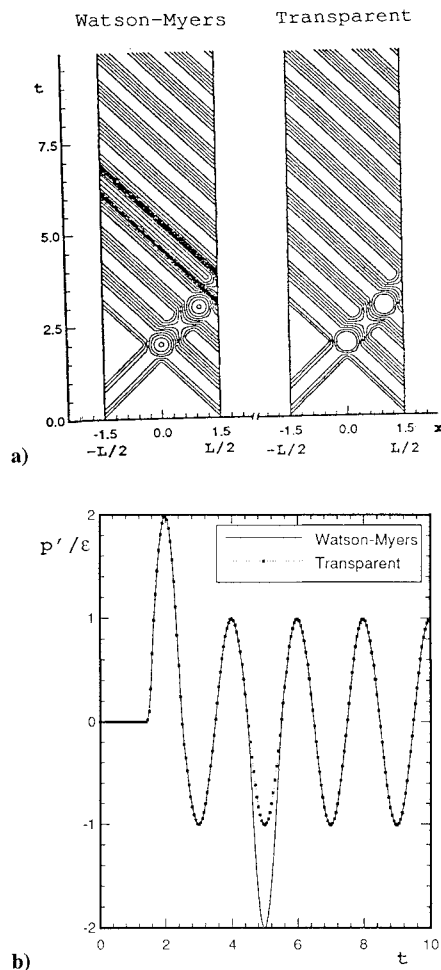 Watson-Myers Transparent
t
7.5
5.0
2.5
0.0
-1.5 0.0 1.5 -1.5 0.0 1.5 x
-L/2 L/2 -L/2 L/2
a)
2
p'/ε
Watson-Myers
Transparent
1
0
-1
-2
0 2 4 6 8 10
t
b)